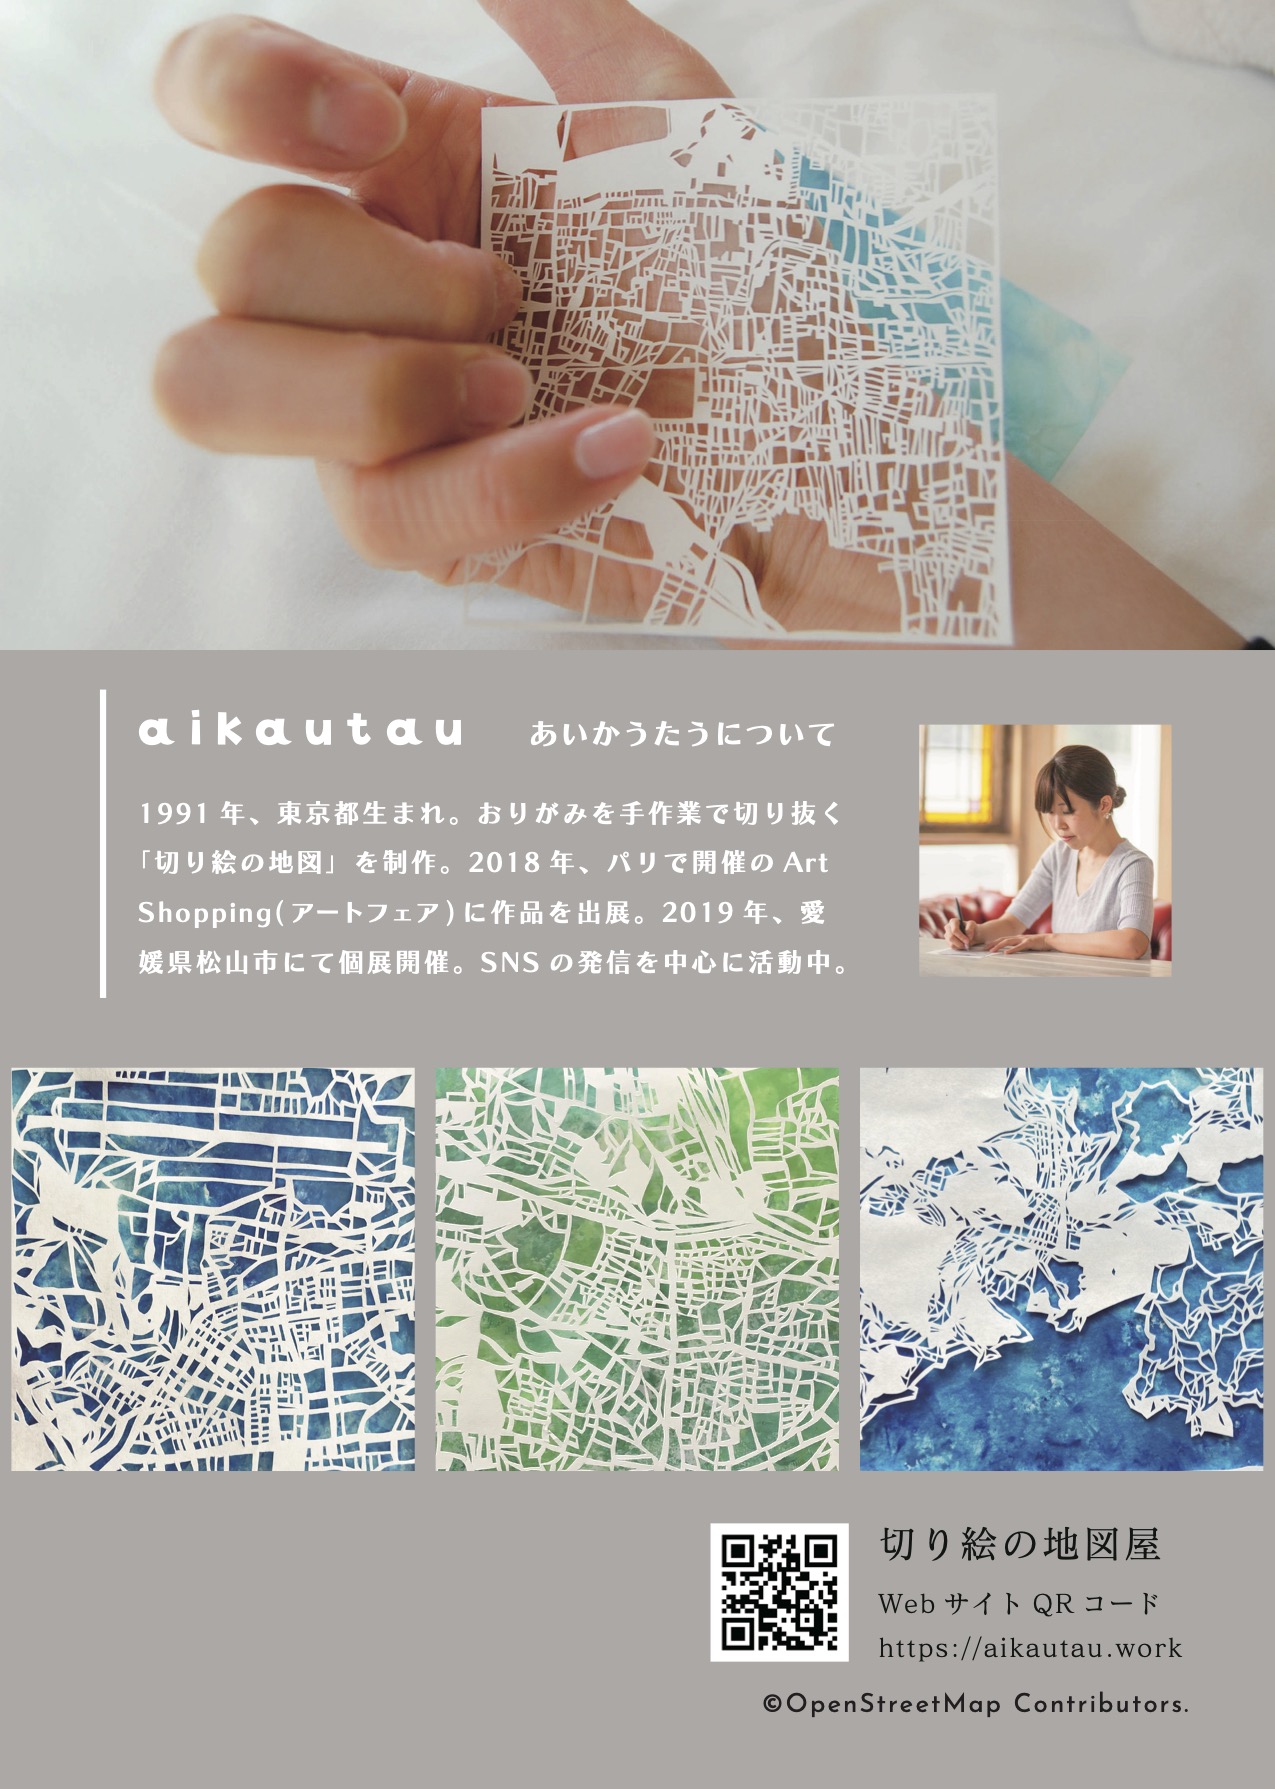 aikautau あいかうたうについて
1991年、東京都生まれ。おりがみを手作業で切り抜く
「切り絵の地図」を制作。2018年、パリで開催のArt
Shopping(アートフェア)に作品を出展。2019年、愛
媛県松山市にて個展開催。SNSの発信を中心に活動中。
切り絵の地図屋
WebサイトQRコード
https://aikautau.work
©OpenStreetMap Contributors.